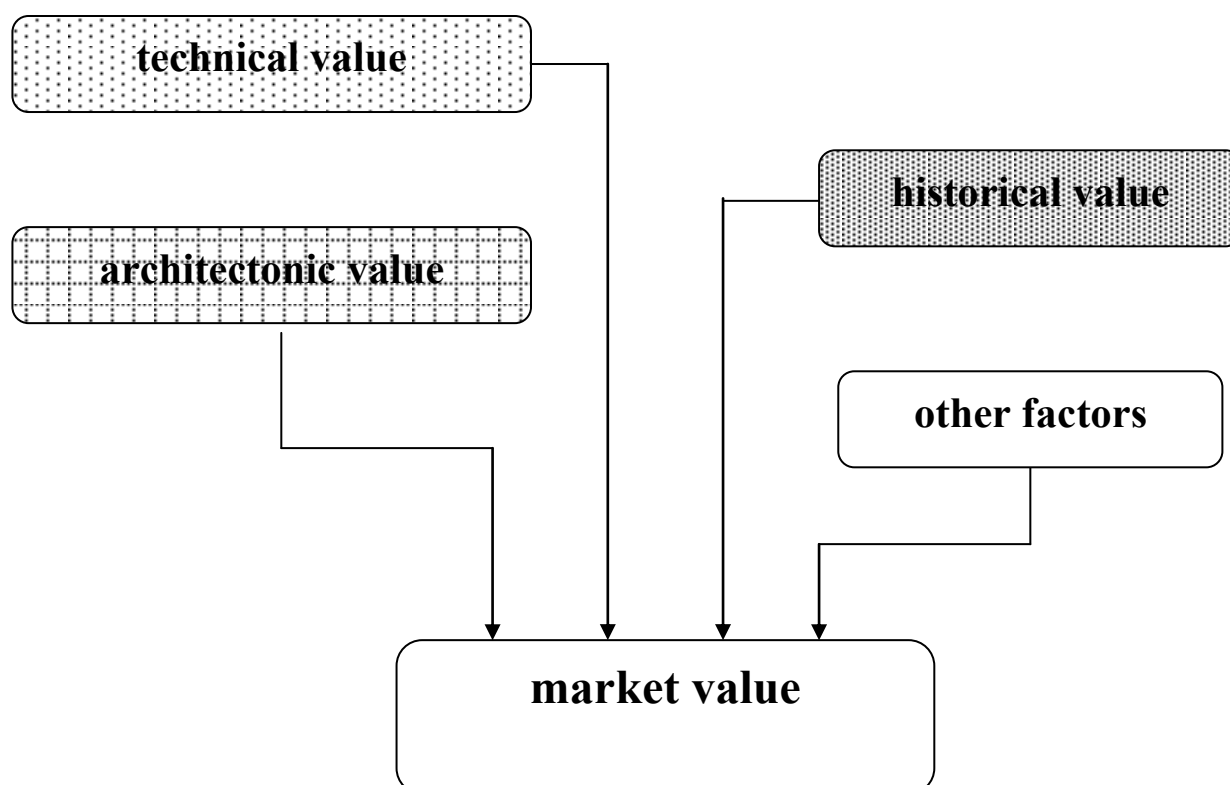 technical value
historical value
architectonic value
other factors
market value